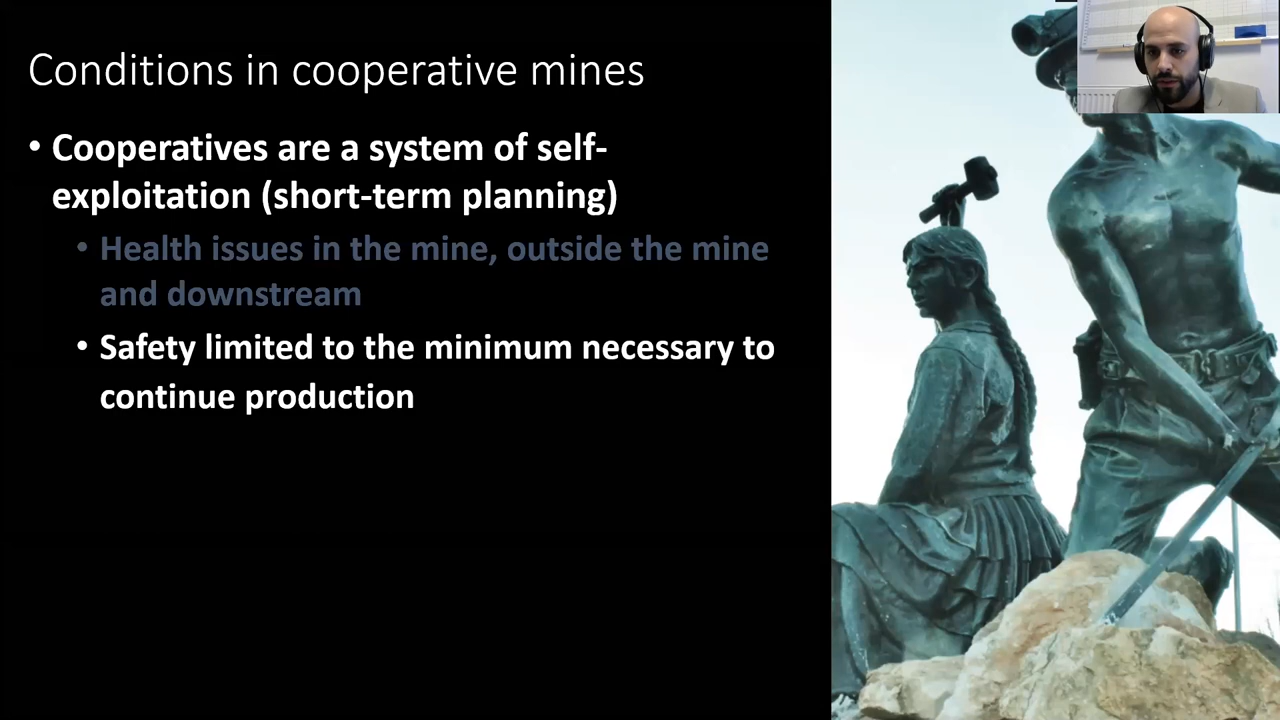 Conditions in cooperative mines
• Cooperatives are a system of self-
exploitation (short-term planning)
• Health issues in the mine, outside the mine
and downstream
• Safety limited to the minimum necessary to
continue production